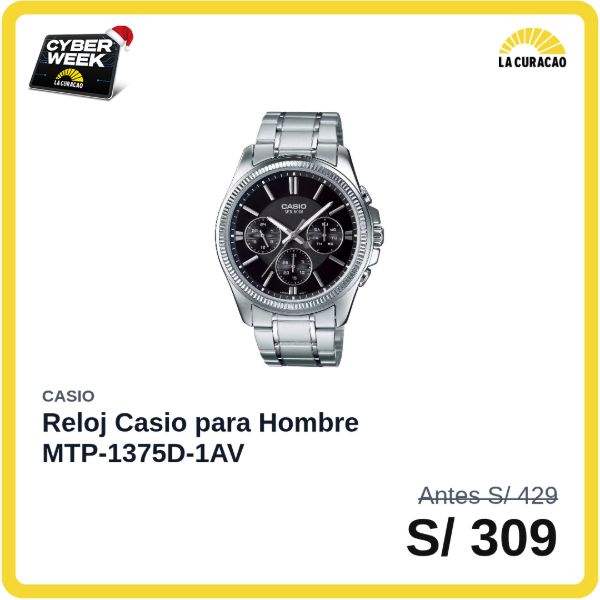 CYBER
WEEK
LA CURACAO
LA CURACAO
CASIO
CASIO
Reloj Casio para Hombre
MTP-1375D-1AV
Antes S/ 429
S/ 309